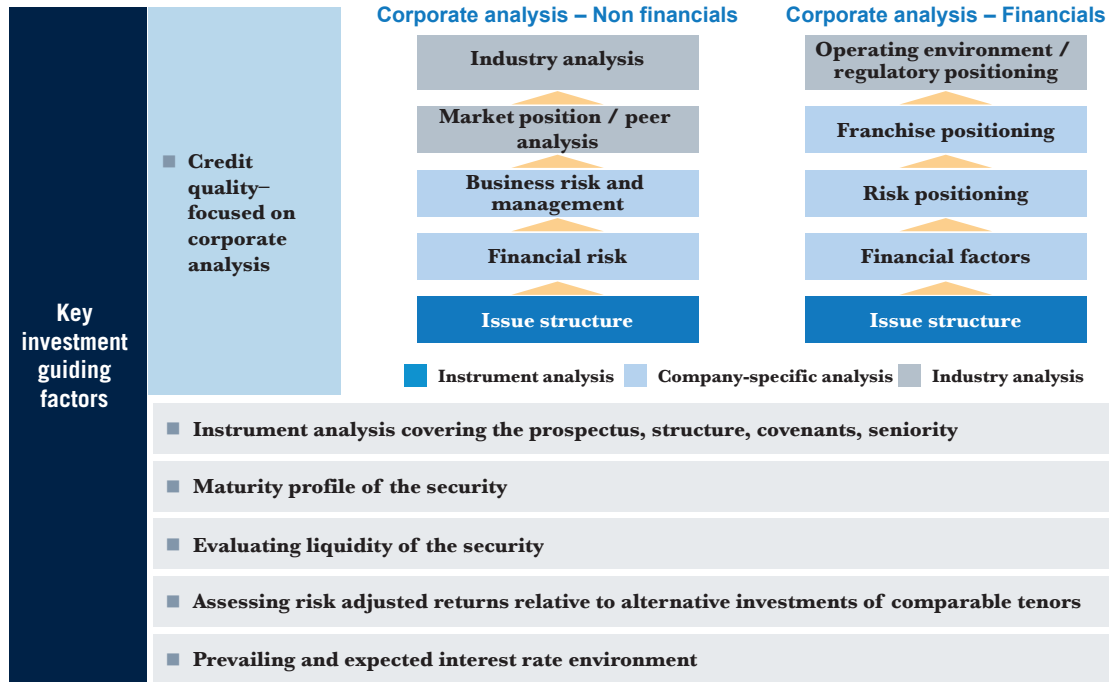 Corporate analysis – Non financials
Corporate analysis – Financials
Industry analysis
Operating environment /
regulatory positioning
Market position / peer
analysis
Franchise positioning
Credit
quality–
focused on
corporate
analysis
Business risk and
management
Risk positioning
Financial risk
Financial factors
Issue structure
Issue structure
Instrument analysis
Company-specific analysis
Industry analysis
Key
investment
guiding
factors
Instrument analysis covering the prospectus, structure, covenants, seniority
Maturity profile of the security
Evaluating liquidity of the security
Assessing risk adjusted returns relative to alternative investments of comparable tenors
Prevailing and expected interest rate environment